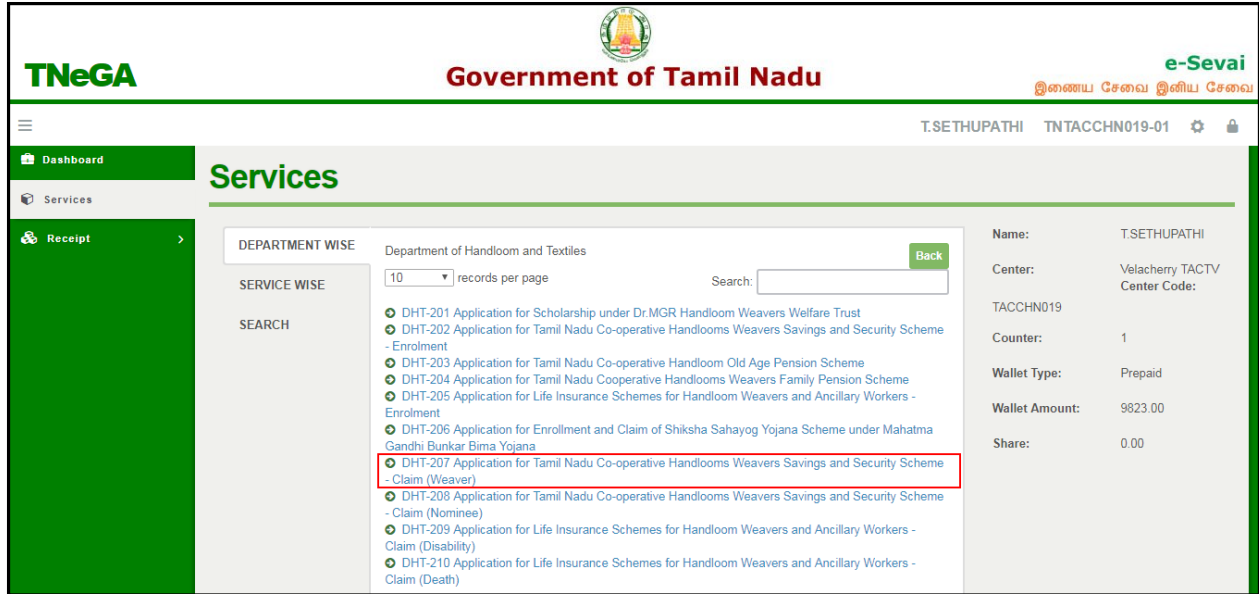 TNeGA
Government of Tamil Nadu
e-Sevai
இணைய சேவை இனிய சேவை
T.SETHUPATHI TNTACCHN019-01
Dashboard
Services
Receipt
Services
DEPARTMENT WISE
SERVICE WISE
SEARCH
Department of Handloom and Textiles
Back
10 records per page
Search:
DHT-201 Application for Scholarship under Dr.MGR Handloom Weavers Welfare Trust
DHT-202 Application for Tamil Nadu Co-operative Handlooms Weavers Savings and Security Scheme
- Enrolment
DHT-203 Application for Tamil Nadu Co-operative Handloom Old Age Pension Scheme
DHT-204 Application for Tamil Nadu Cooperative Handlooms Weavers Family Pension Scheme
DHT-205 Application for Life Insurance Schemes for Handloom Weavers and Ancillary Workers -
Enrolment
DHT-206 Application for Enrollment and Claim of Shiksha Sahayog Yojana Scheme under Mahatma
Gandhi Bunkar Bima Yojana
DHT-207 Application for Tamil Nadu Co-operative Handlooms Weavers Savings and Security Scheme
- Claim (Weaver)
DHT-208 Application for Tamil Nadu Co-operative Handlooms Weavers Savings and Security Scheme
- Claim (Nominee)
DHT-209 Application for Life Insurance Schemes for Handloom Weavers and Ancillary Workers -
Claim (Disability)
DHT-210 Application for Life Insurance Schemes for Handloom Weavers and Ancillary Workers -
Claim (Death)
Name: T.SETHUPATHI
Center: Velacherry TACTV
Center Code:
TACCHN019
Counter: 1
Wallet Type: Prepaid
Wallet Amount: 9823.00
Share: 0.00